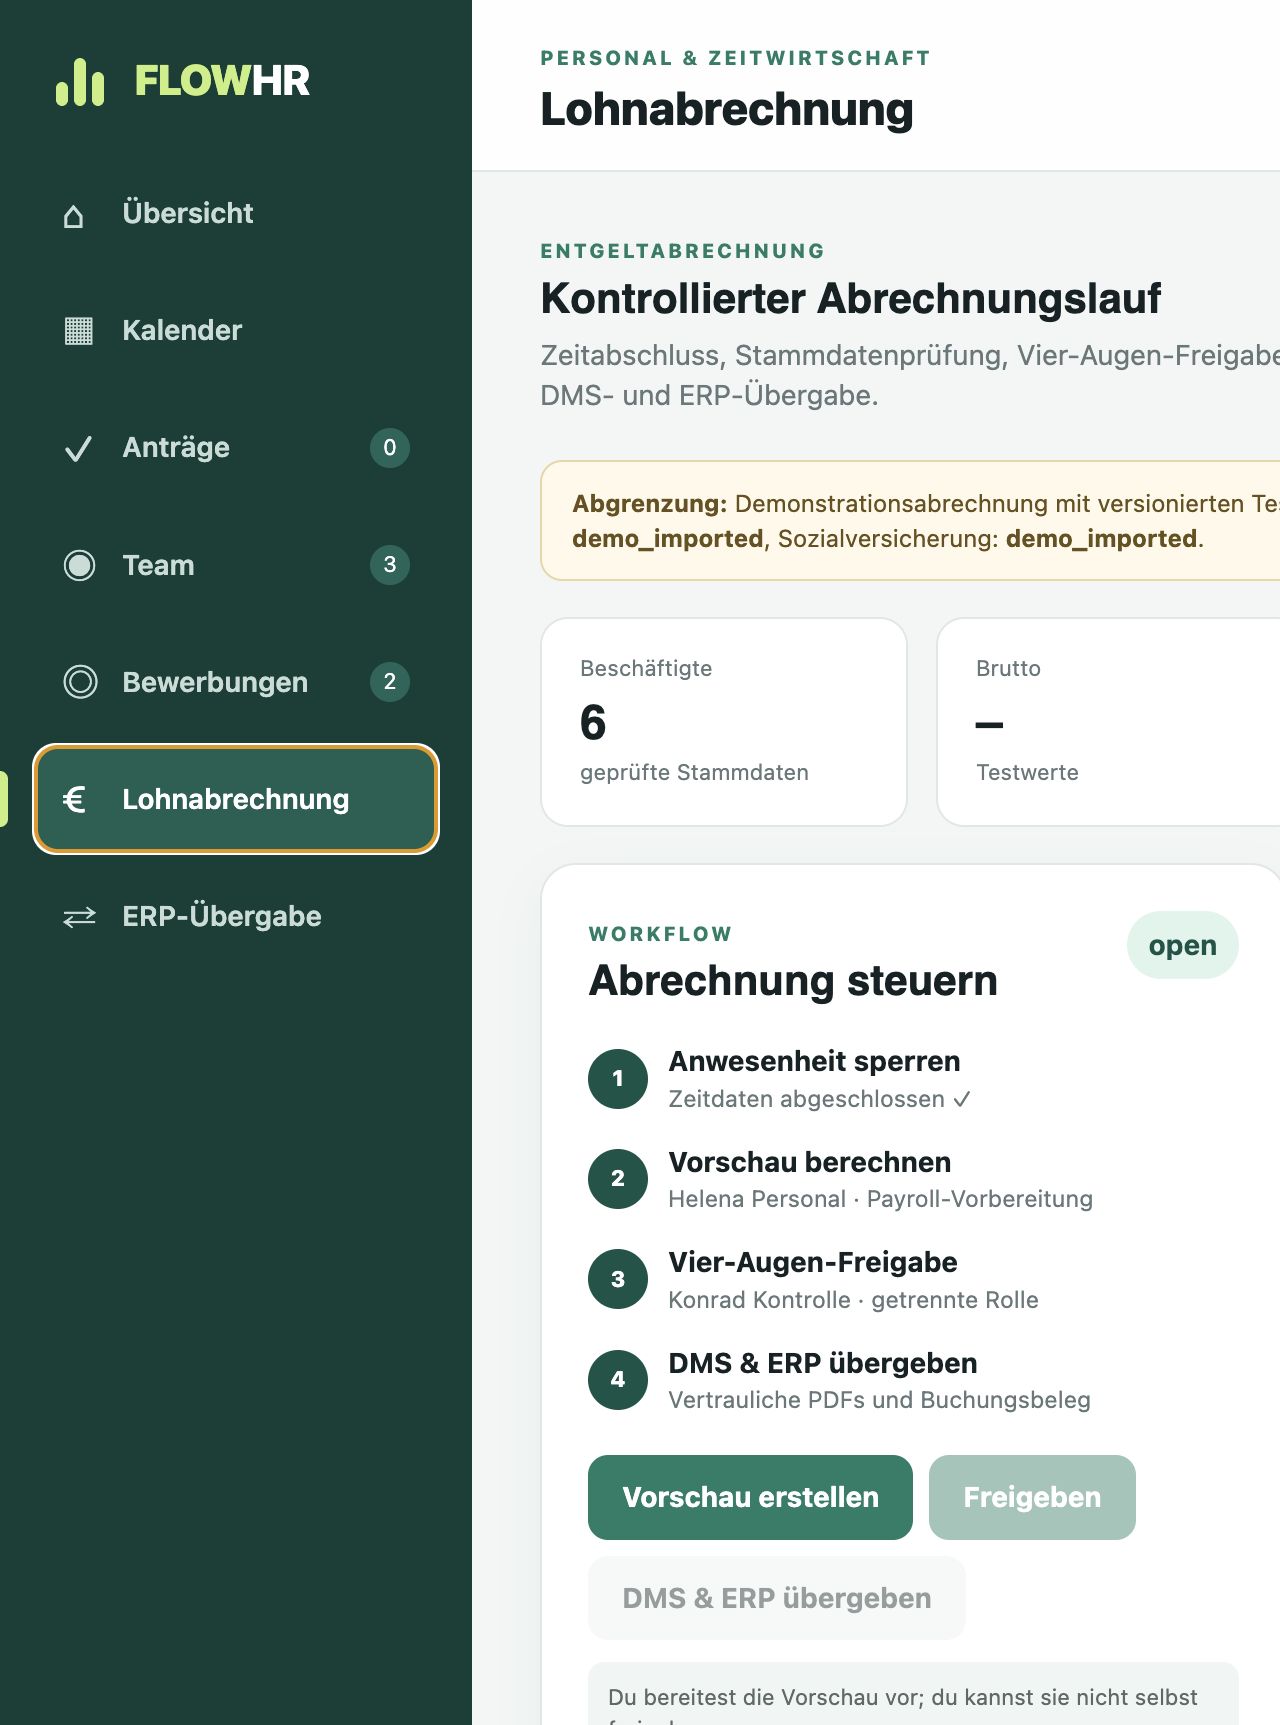 FLOWHR
Übersicht
Kalender
Anträge 0
Team 3
Bewerbungen 2
€ Lohnabrechnung
ERP-Übergabe
PERSONAL & ZEITWIRTSCHAFT
Lohnabrechnung
ENTGELTABRECHNUNG
Kontrollierter Abrechnungslauf
Zeitabschluss, Stammdatenprüfung, Vier-Augen-Freigabe
DMS- und ERP-Übergabe.
Abgrenzung: Demonstrationsabrechnung mit versionierten
demo_imported, Sozialversicherung: demo_imported.
Beschäftigte
6
geprüfte Stammdaten
Brutto
–
Testwerte
WORKFLOW
Abrechnung steuern
open
1 Anwesenheit sperren
Zeitdaten abgeschlossen ✓
2 Vorschau berechnen
Helena Personal · Payroll-Vorbereitung
3 Vier-Augen-Freigabe
Konrad Kontrolle · getrennte Rolle
4 DMS & ERP übergeben
Vertrauliche PDFs und Buchungsbeleg
Vorschau erstellen
Freigeben
DMS & ERP übergeben
Du bereitest die Vorschau vor; du kannst sie nicht selbst